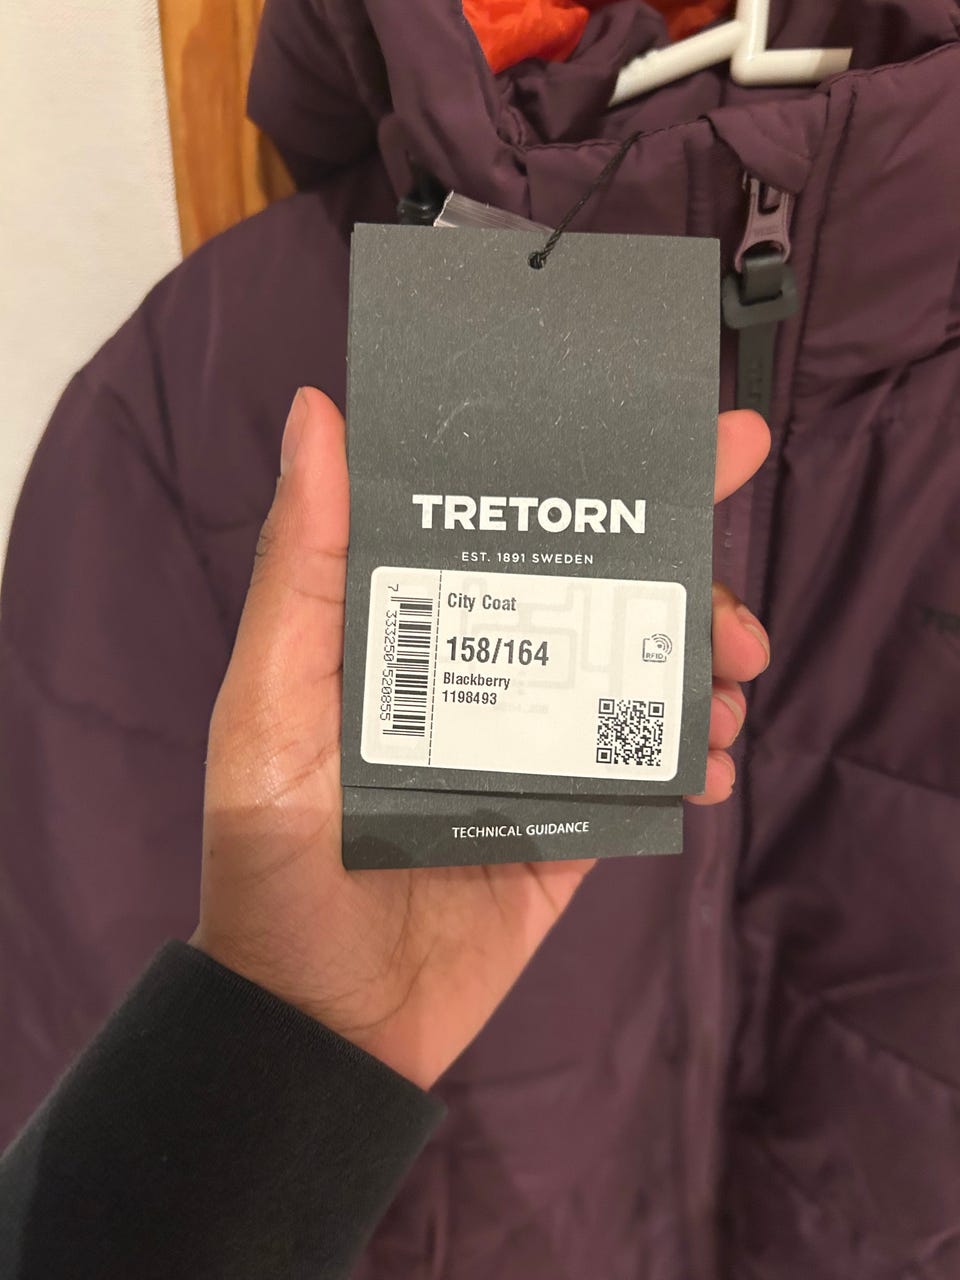 TRETORN
EST. 1891 SWEDEN
City Coat
158/164
Blackberry
1198493
RFID
7 333250 520855
TECHNICAL GUIDANCE